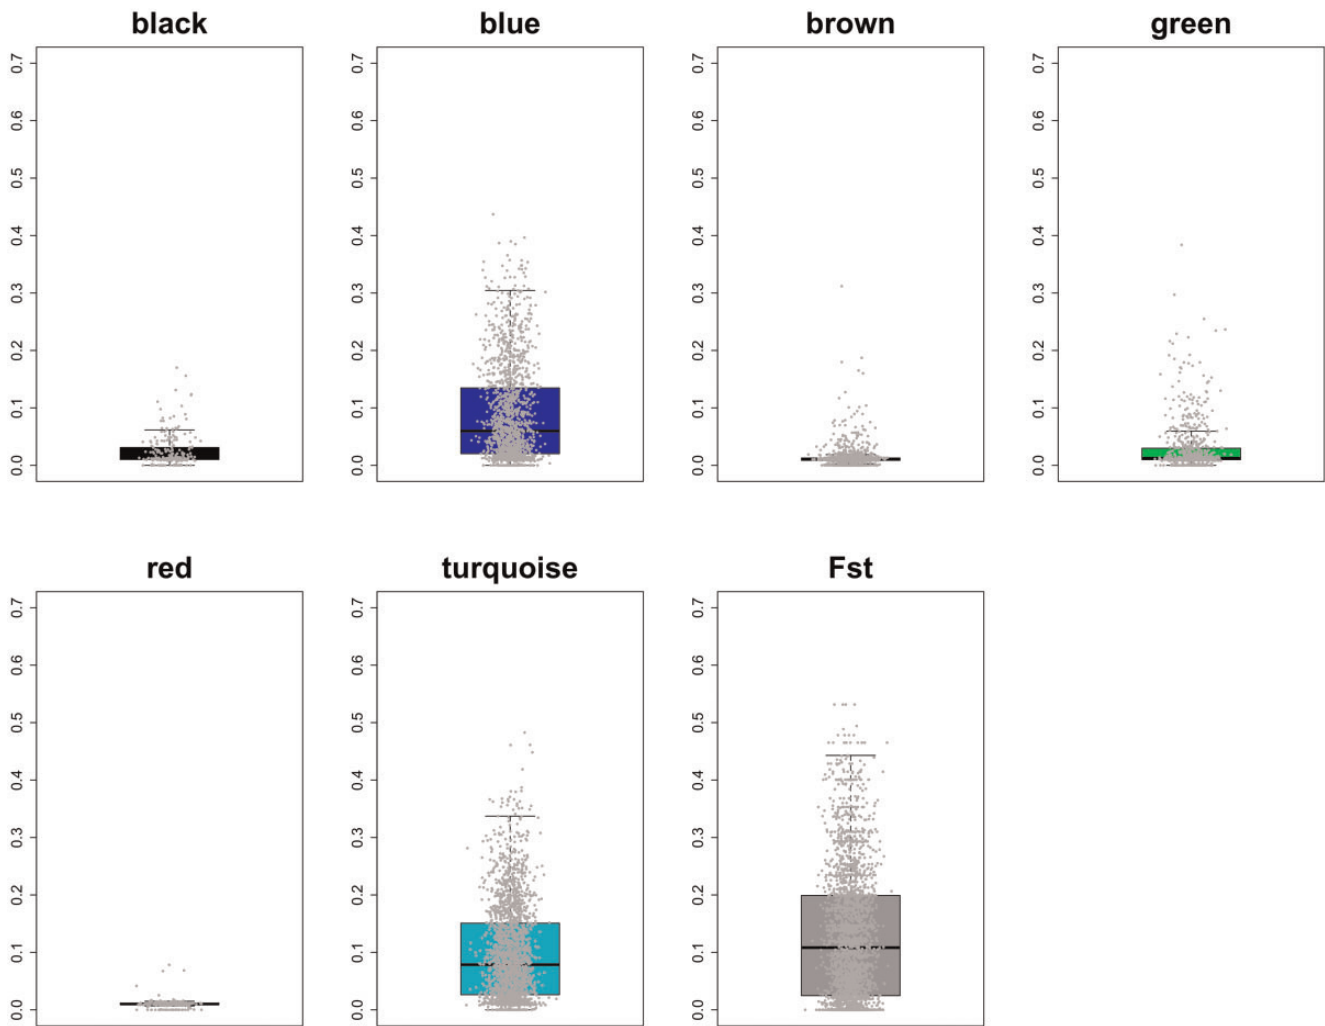 black blue brown green
0.7 0.7 0.7 0.7
0.6 0.6 0.6 0.6
0.5 0.5 0.5 0.5
0.4 0.4 0.4 0.4
0.3 0.3 0.3 0.3
0.2 0.2 0.2 0.2
0.1 0.1 0.1 0.1
0.0 0.0 0.0 0.0
red turquoise Fst
0.7 0.7 0.7
0.6 0.6 0.6
0.5 0.5 0.5
0.4 0.4 0.4
0.3 0.3 0.3
0.2 0.2 0.2
0.1 0.1 0.1
0.0 0.0 0.0